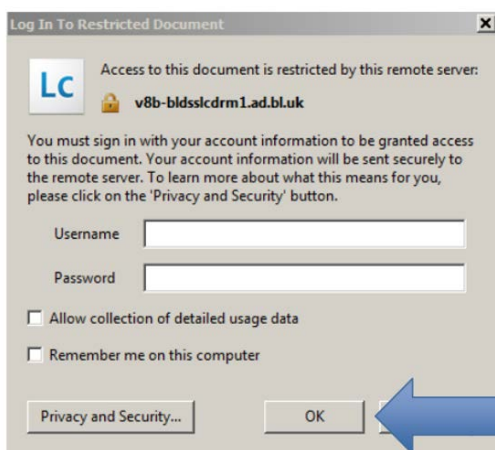 Log In To Restricted Document
Lc
Access to this document is restricted by this remote server:
v8b-bldsslcdrm1.ad.bl.uk
You must sign in with your account information to be granted access
to this document. Your account information will be sent securely to
the remote server. To learn more about what this means for you,
please click on the 'Privacy and Security' button.
Username
Password
Allow collection of detailed usage data
Remember me on this computer
Privacy and Security...
OK